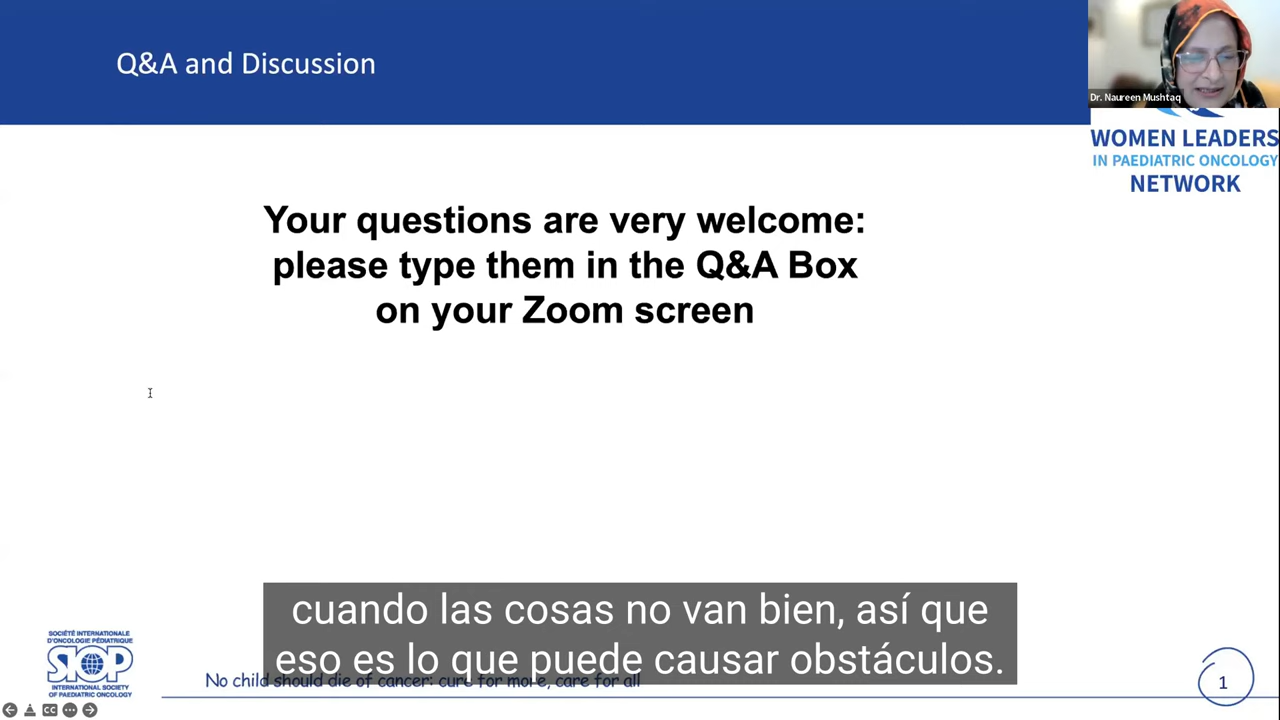 Q&A and Discussion
Dr. Naureen Mushtaq
WOMEN LEADERS
IN PAEDIATRIC ONCOLOGY
NETWORK
Your questions are very welcome:
please type them in the Q&A Box
on your Zoom screen
cuando las cosas no van bien, así que
eso es lo que puede causar obstáculos.
SOCIÉTÉ INTERNATIONALE
D'ONCOLOGIE PÉDIATRIQUE
SIOP
INTERNATIONAL SOCIETY
OF PAEDIATRIC ONCOLOGY
No child should die of cancer: cure for more, care for all
1
CC